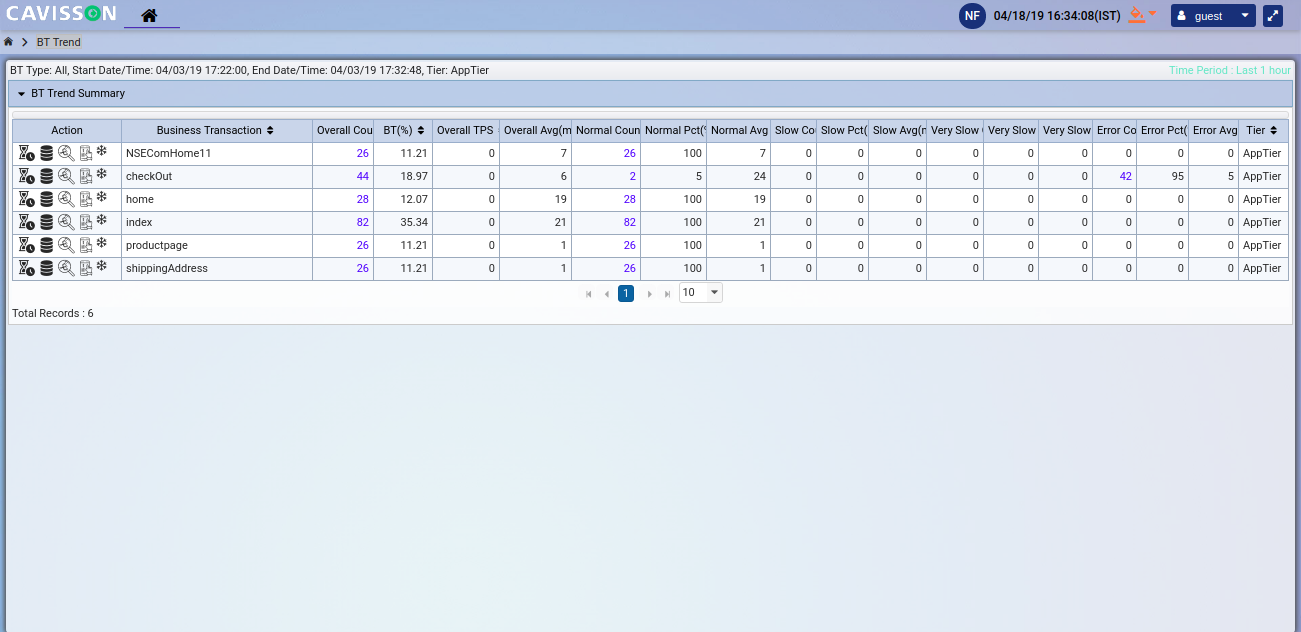 CAVISSON
NF 04/18/19 16:34:08(IST) guest
BT Trend
BT Type: All, Start Date/Time: 04/03/19 17:22:00, End Date/Time: 04/03/19 17:32:48, Tier: AppTier Time Period : Last 1 hour
BT Trend Summary
Action Business Transaction Overall Cou BT(%) Overall TPS Overall Avg(m Normal Coun Normal Pct(% Normal Avg Slow Co Slow Pct( Slow Avg(m Very Slow Very Slow Very Slow Error Co Error Pct( Error Avg Tier
NSEComHome11 26 11.21 0 7 26 100 7 0 0 0 0 0 0 0 0 0 AppTier
checkOut 44 18.97 0 6 2 5 24 0 0 0 0 0 0 42 95 5 AppTier
home 28 12.07 0 19 28 100 19 0 0 0 0 0 0 0 0 0 AppTier
index 82 35.34 0 21 82 100 21 0 0 0 0 0 0 0 0 0 AppTier
productpage 26 11.21 0 1 26 100 1 0 0 0 0 0 0 0 0 0 AppTier
shippingAddress 26 11.21 0 1 26 100 1 0 0 0 0 0 0 0 0 0 AppTier
1 10
Total Records : 6